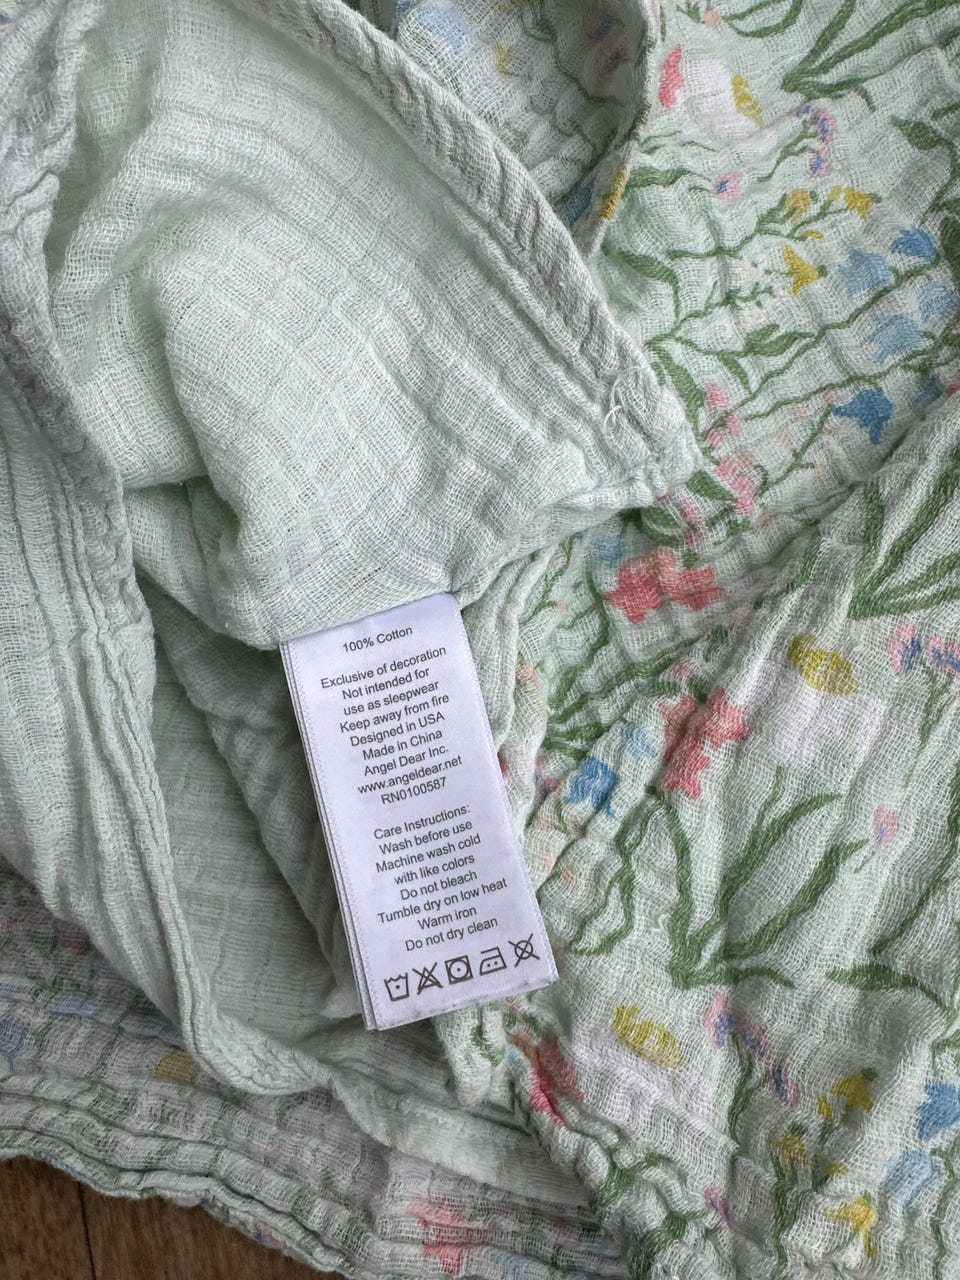 100% Cotton
Exclusive of decoration
Not intended for
use as sleepwear
Keep away from fire
Designed in USA
Made in China
Angel Dear Inc.
www.angeldear.net
RN0100587
Care Instructions:
Wash before use
Machine wash cold
with like colors
Do not bleach
Tumble dry on low heat
Warm iron
Do not dry clean